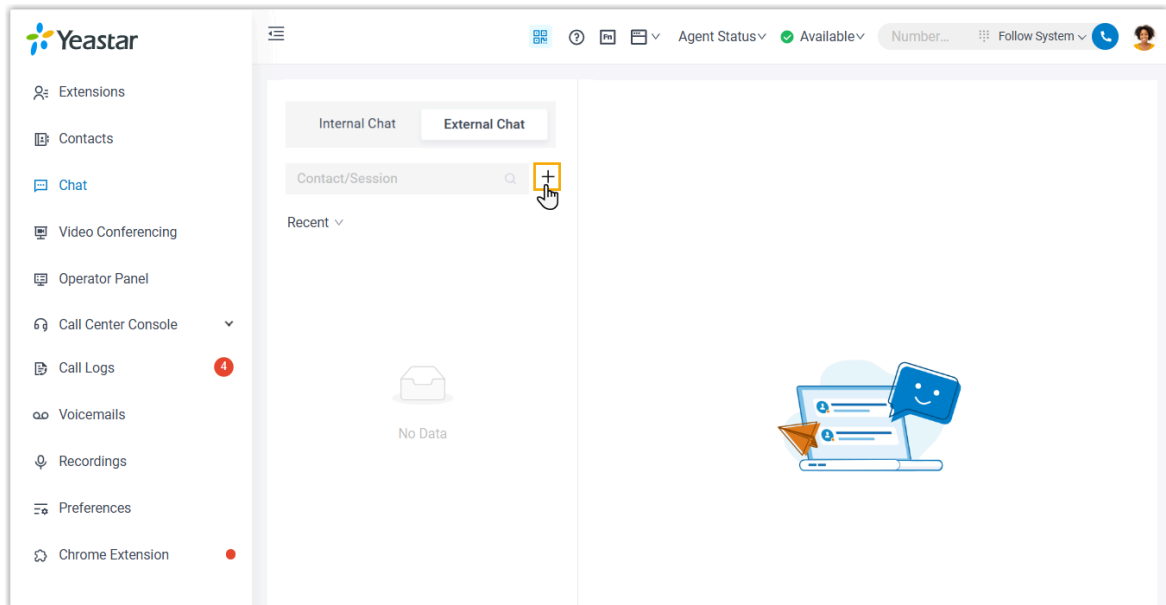 Yeastar
Fn
Agent Status
Available
Number...
Follow System
Extensions
Contacts
Chat
Video Conferencing
Operator Panel
Call Center Console
Call Logs
4
Voicemails
Recordings
Preferences
Chrome Extension
Internal Chat
External Chat
Contact/Session
Recent
No Data